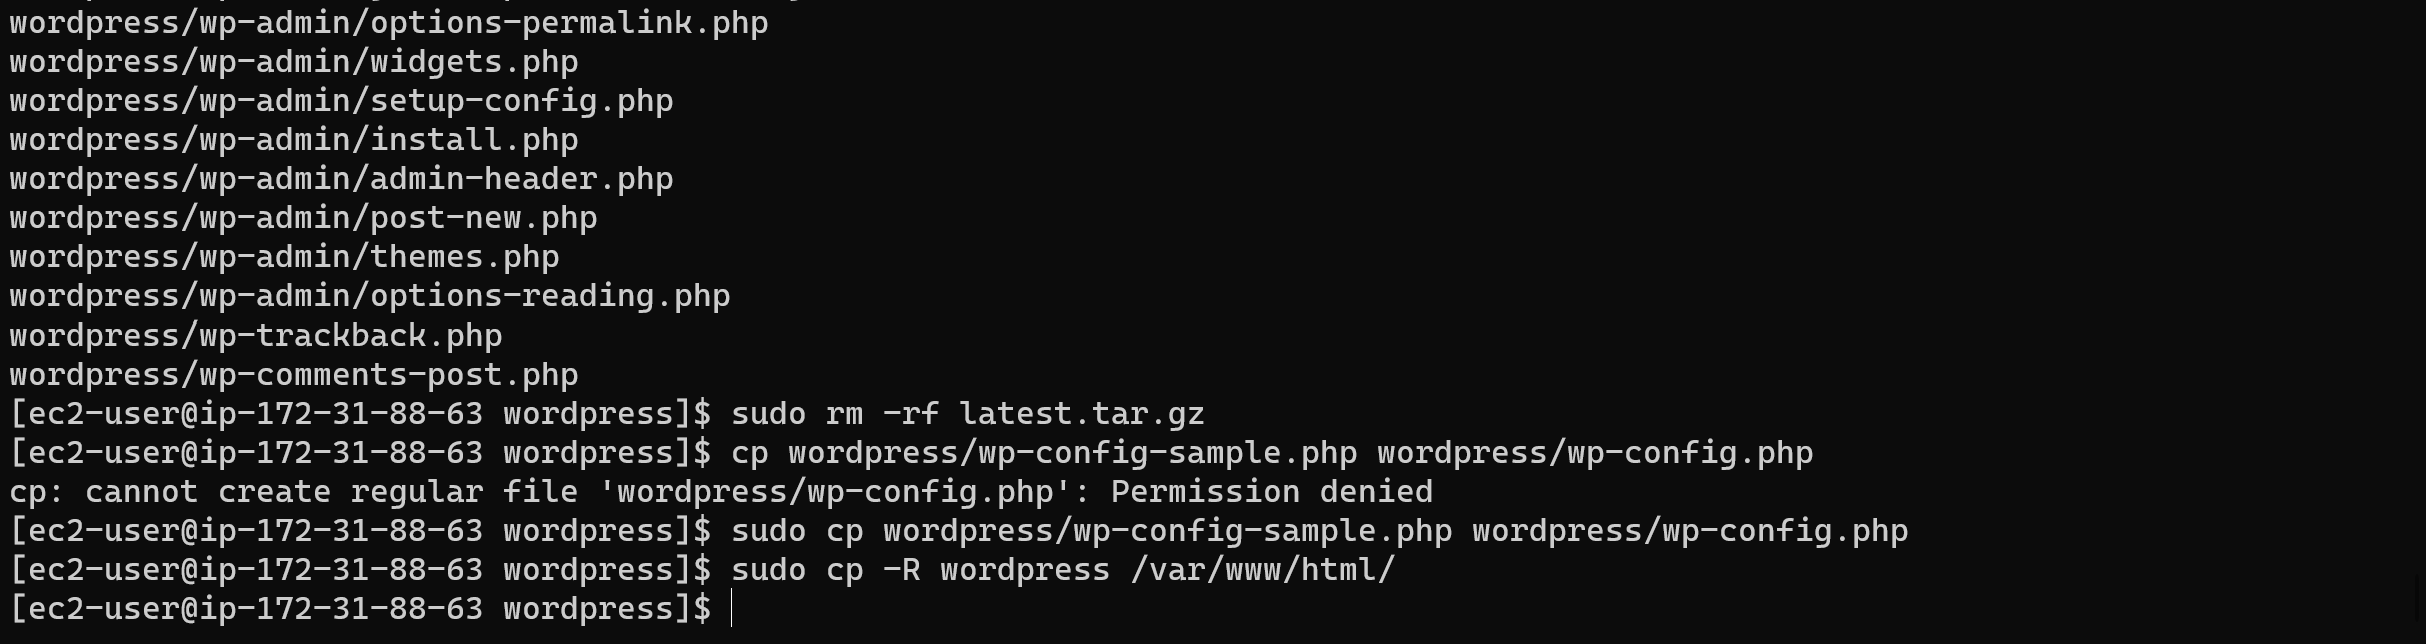 wordpress/wp-admin/options-permalink.php
wordpress/wp-admin/widgets.php
wordpress/wp-admin/setup-config.php
wordpress/wp-admin/install.php
wordpress/wp-admin/admin-header.php
wordpress/wp-admin/post-new.php
wordpress/wp-admin/themes.php
wordpress/wp-admin/options-reading.php
wordpress/wp-trackback.php
wordpress/wp-comments-post.php
[ec2-user@ip-172-31-88-63 wordpress]$ sudo rm -rf latest.tar.gz
[ec2-user@ip-172-31-88-63 wordpress]$ cp wordpress/wp-config-sample.php wordpress/wp-config.php
cp: cannot create regular file 'wordpress/wp-config.php': Permission denied
[ec2-user@ip-172-31-88-63 wordpress]$ sudo cp wordpress/wp-config-sample.php wordpress/wp-config.php
[ec2-user@ip-172-31-88-63 wordpress]$ sudo cp -R wordpress /var/www/html/
[ec2-user@ip-172-31-88-63 wordpress]$